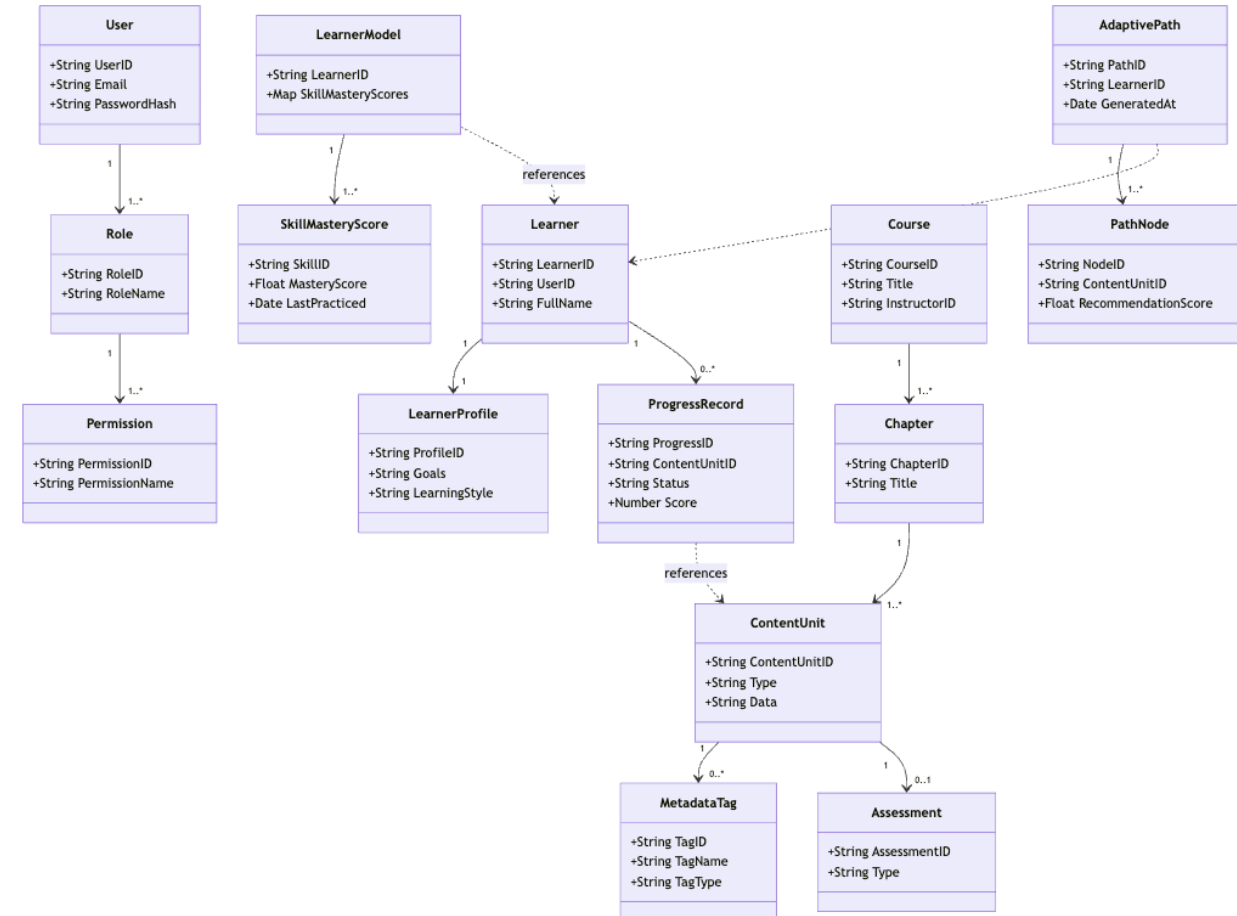 User
+String UserID
+String Email
+String PasswordHash
LearnerModel
+String LearnerID
+Map SkillMasteryScores
AdaptivePath
+String PathID
+String LearnerID
+Date GeneratedAt
1
1..*
1
1..*
references
1
1..*
Role
+String RoleID
+String RoleName
SkillMasteryScore
+String SkillID
+Float MasteryScore
+Date LastPracticed
Learner
+String LearnerID
+String UserID
+String FullName
Course
+String CourseID
+String Title
+String InstructorID
PathNode
+String NodeID
+String ContentUnitID
+Float RecommendationScore
1
1..*
1
1
1
0..*
1
1..*
Permission
+String PermissionID
+String PermissionName
LearnerProfile
+String ProfileID
+String Goals
+String LearningStyle
ProgressRecord
+String ProgressID
+String ContentUnitID
+String Status
+Number Score
Chapter
+String ChapterID
+String Title
references
1
1..*
ContentUnit
+String ContentUnitID
+String Type
+String Data
1
0..*
1
0..1
MetadataTag
+String TagID
+String TagName
+String TagType
Assessment
+String AssessmentID
+String Type